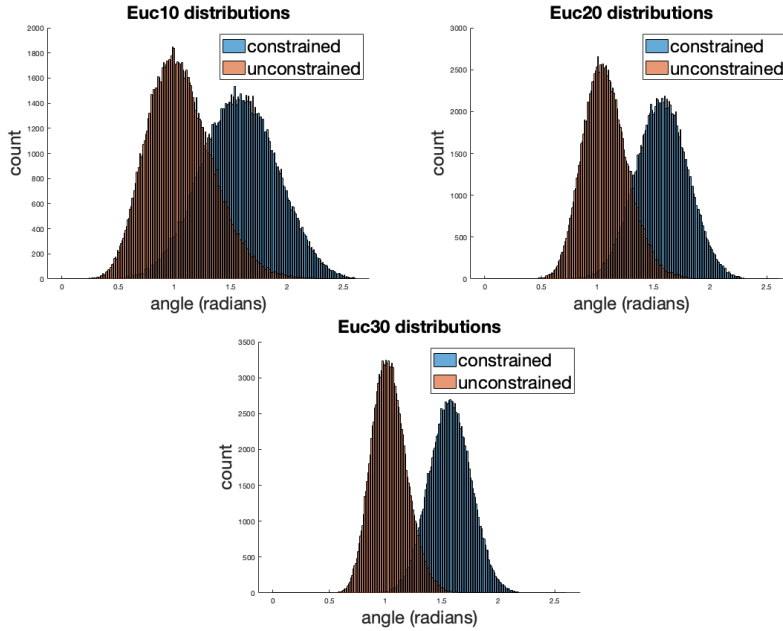 Euc10 distributions
2000
1800
1600
1400
1200
1000
800
600
400
200
0
count
constrained
unconstrained
0 0.5 1 1.5 2 2.5
angle (radians)
Euc20 distributions
3000
2500
2000
1500
1000
500
0
count
constrained
unconstrained
0 0.5 1 1.5 2 2.5
angle (radians)
Euc30 distributions
3500
3000
2500
2000
1500
1000
500
0
count
constrained
unconstrained
0 0.5 1 1.5 2 2.5
angle (radians)